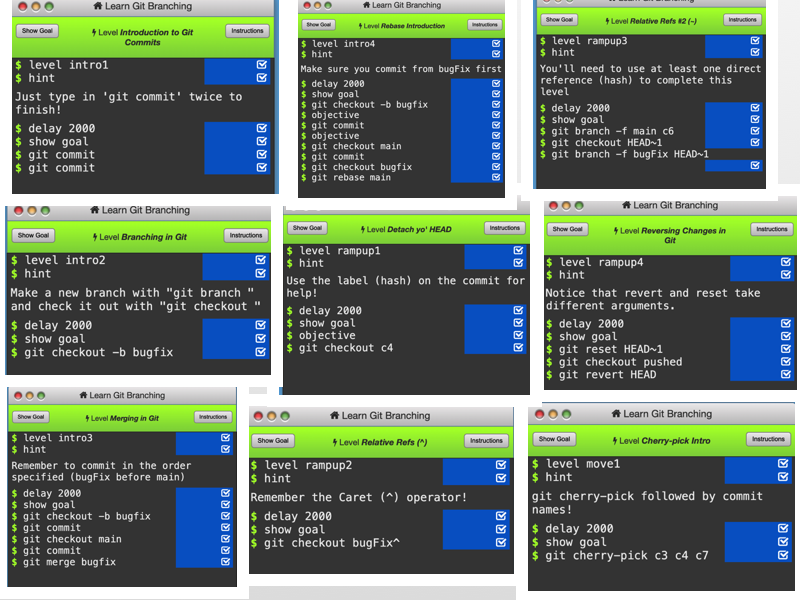 Learn Git Branching
Show Goal
Level Introduction to Git
Commits
Instructions
$ level intro1
$ hint
Just type in 'git commit' twice to
finish!
$ delay 2000
$ show goal
$ git commit
$ git commit
Learn Git Branching
Show Goal
Level Rebase Introduction
Instructions
$ level intro4
$ hint
Make sure you commit from bugFix first
$ delay 2000
$ show goal
$ git checkout -b bugfix
$ objective
$ git commit
$ objective
$ git checkout main
$ git commit
$ git checkout bugfix
$ git rebase main
Learn Git Branching
Show Goal
Level Relative Refs #2 (~)
Instructions
$ level rampup3
$ hint
You'll need to use at least one direct
reference (hash) to complete this
level
$ delay 2000
$ show goal
$ git branch -f main c6
$ git checkout HEAD~1
$ git branch -f bugFix HEAD~1
Learn Git Branching
Show Goal
Level Branching in Git
Instructions
$ level intro2
$ hint
Make a new branch with "git branch "
and check it out with "git checkout "
$ delay 2000
$ show goal
$ git checkout -b bugfix
Show Goal
Level Detach yo' HEAD
Instructions
$ level rampup1
$ hint
Use the label (hash) on the commit for
help!
$ delay 2000
$ show goal
$ objective
$ git checkout c4
Learn Git Branching
Show Goal
Level Reversing Changes in
Git
Instructions
$ level rampup4
$ hint
Notice that revert and reset take
different arguments.
$ delay 2000
$ show goal
$ git reset HEAD~1
$ git checkout pushed
$ git revert HEAD
Learn Git Branching
Show Goal
Level Merging in Git
Instructions
$ level intro3
$ hint
Remember to commit in the order
specified (bugFix before main)
$ delay 2000
$ show goal
$ git checkout -b bugfix
$ git commit
$ git checkout main
$ git commit
$ git merge bugfix
Learn Git Branching
Show Goal
Level Relative Refs (^)
Instructions
$ level rampup2
$ hint
Remember the Caret (^) operator!
$ delay 2000
$ show goal
$ git checkout bugFix^
Learn Git Branching
Show Goal
Level Cherry-pick Intro
Instructions
$ level move1
$ hint
git cherry-pick followed by commit
names!
$ delay 2000
$ show goal
$ git cherry-pick c3 c4 c7